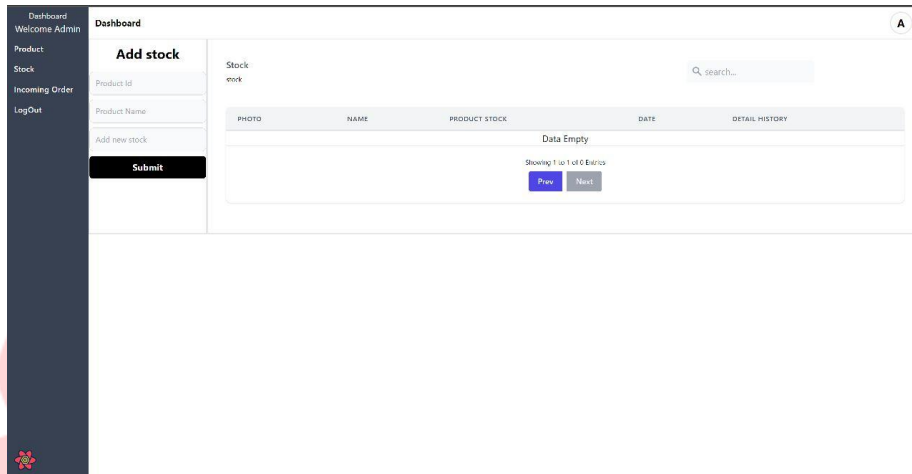 Dashboard
Welcome Admin
Product
Stock
Incoming Order
LogOut
Dashboard
A
Add stock
Product Id
Product Name
Add new stock
Submit
Stock
stock
search...
PHOTO NAME PRODUCT STOCK DATE DETAIL HISTORY
Data Empty
Showing 1 to 1 of 0 Entries
Prev Next